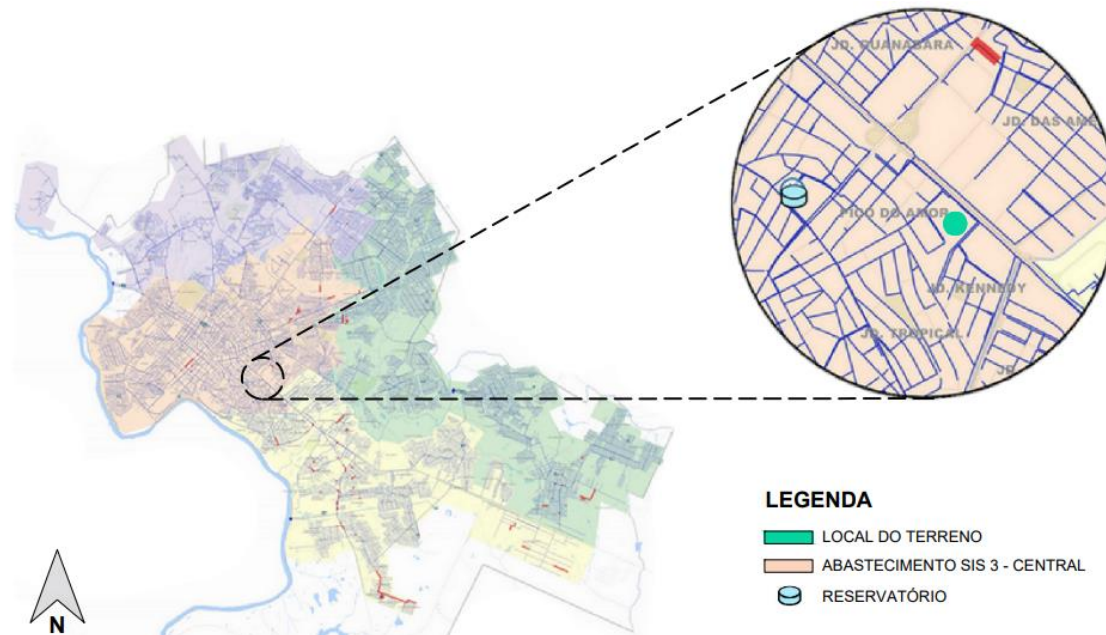 JD. GUANABARA
JD. DAS AMÉ
PICO DO AMOR
JD. KENNEDY
JD. TROPICAL
JD.
LEGENDA
LOCAL DO TERRENO
ABASTECIMENTO SIS 3 - CENTRAL
RESERVATÓRIO
N